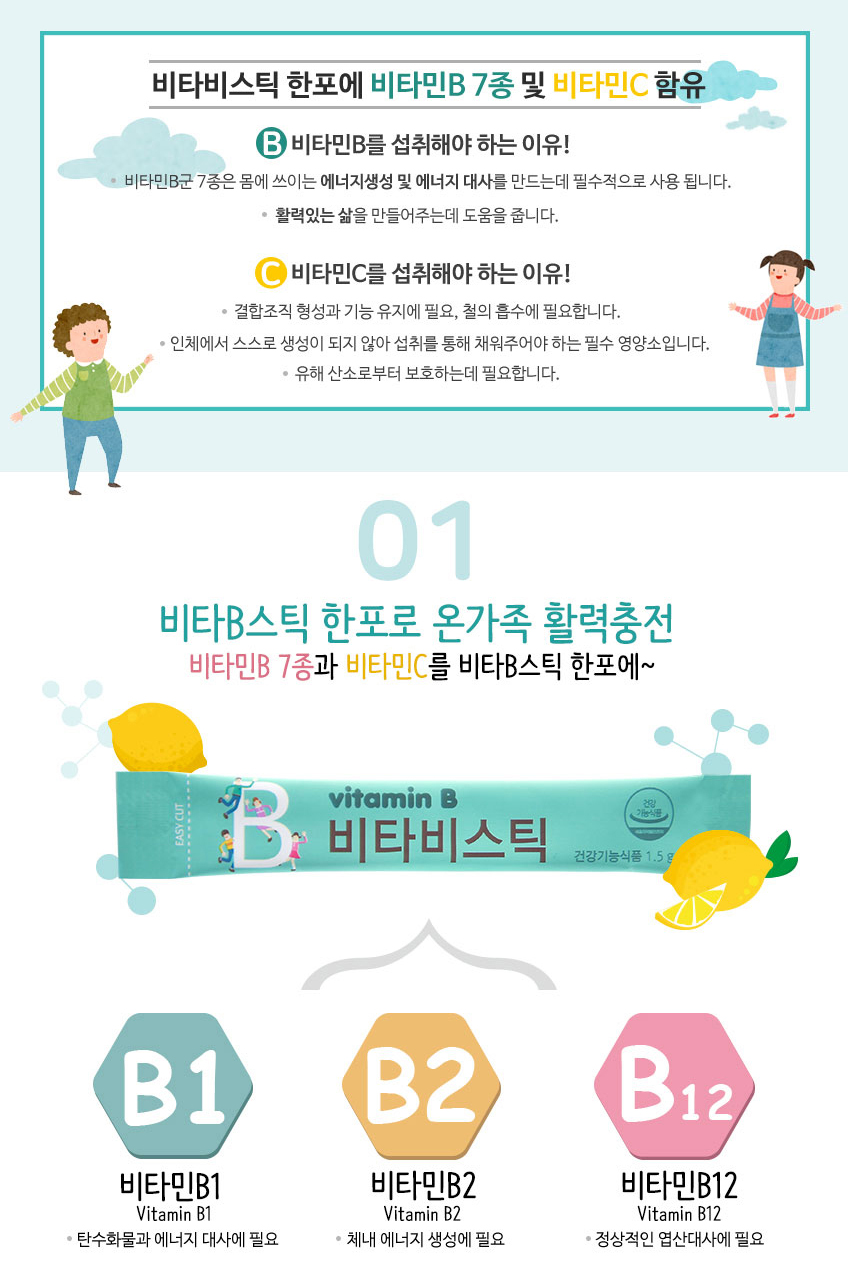 비타비스틱 한포에 비타민B 7종 및 비타민C 함유
B 비타민B를 섭취해야 하는 이유!
• 비타민B군 7종은 몸에 쓰이는 에너지생성 및 에너지 대사를 만드는데 필수적으로 사용 됩니다.
• 활력있는 삶을 만들어주는데 도움을 줍니다.
C 비타민C를 섭취해야 하는 이유!
• 결합조직 형성과 기능 유지에 필요, 철의 흡수에 필요합니다.
• 인체에서 스스로 생성이 되지 않아 섭취를 통해 채워주어야 하는 필수 영양소입니다.
• 유해 산소로부터 보호하는데 필요합니다.
01
비타B스틱 한포로 온가족 활력충전
비타민B 7종과 비타민C를 비타B스틱 한포에~
EASY CUT
B
vitamin B
비타비스틱
건강
기능식품
건강기능식품 1.5 g
B1
B2
B12
비타민B1
Vitamin B1
• 탄수화물과 에너지 대사에 필요
비타민B2
Vitamin B2
• 체내 에너지 생성에 필요
비타민B12
Vitamin B12
• 정상적인 엽산대사에 필요